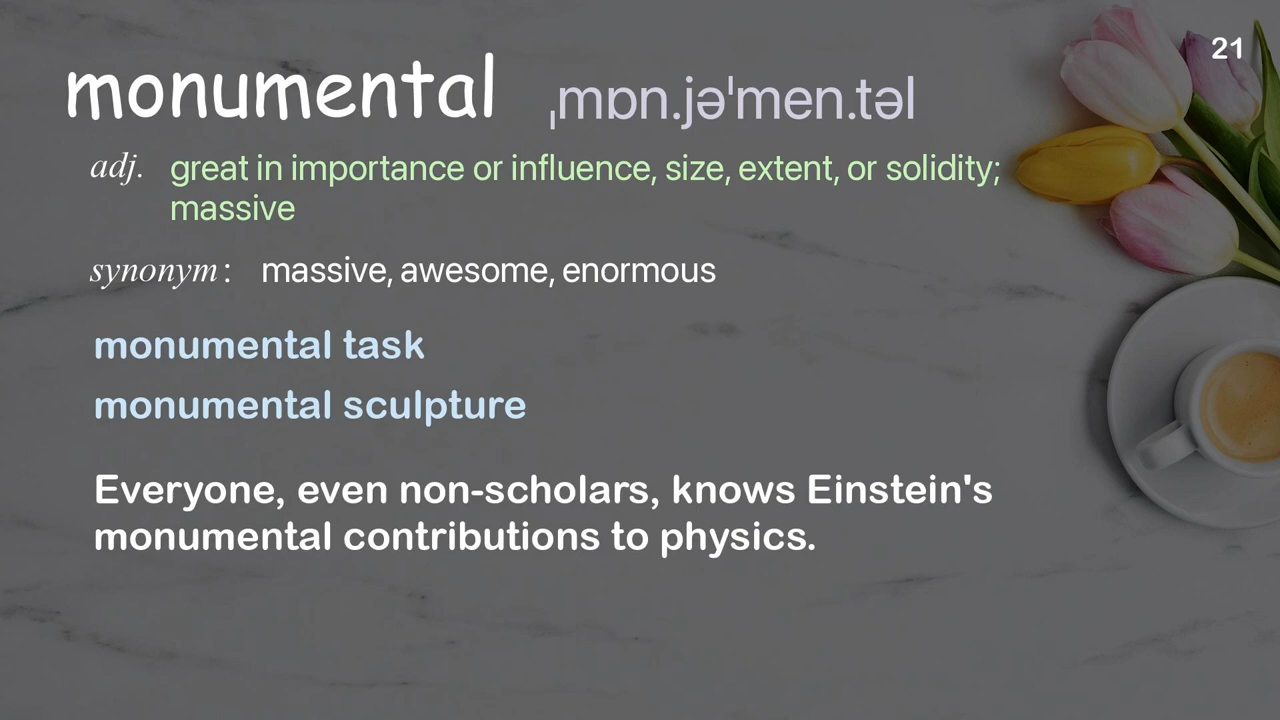 21
monumental ˌmɒn.jəˈmen.təl
adj. great in importance or influence, size, extent, or solidity;
massive
synonym: massive, awesome, enormous
monumental task
monumental sculpture
Everyone, even non-scholars, knows Einstein's
monumental contributions to physics.